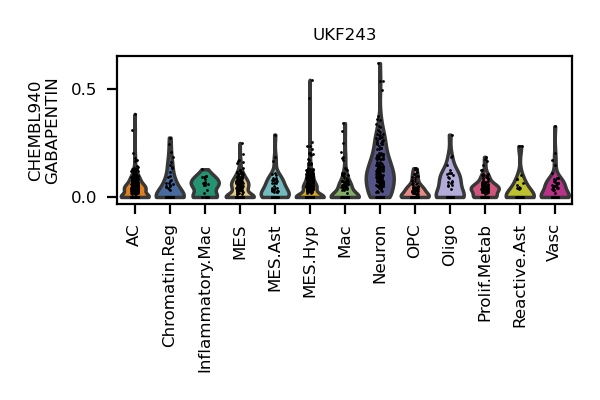 UKF243
CHEMBL940
GABAPENTIN
0.5
0.0
AC
Chromatin.Reg
Inflammatory.Mac
MES
MES.Ast
MES.Hyp
Mac
Neuron
OPC
Oligo
Prolif.Metab
Reactive.Ast
Vasc